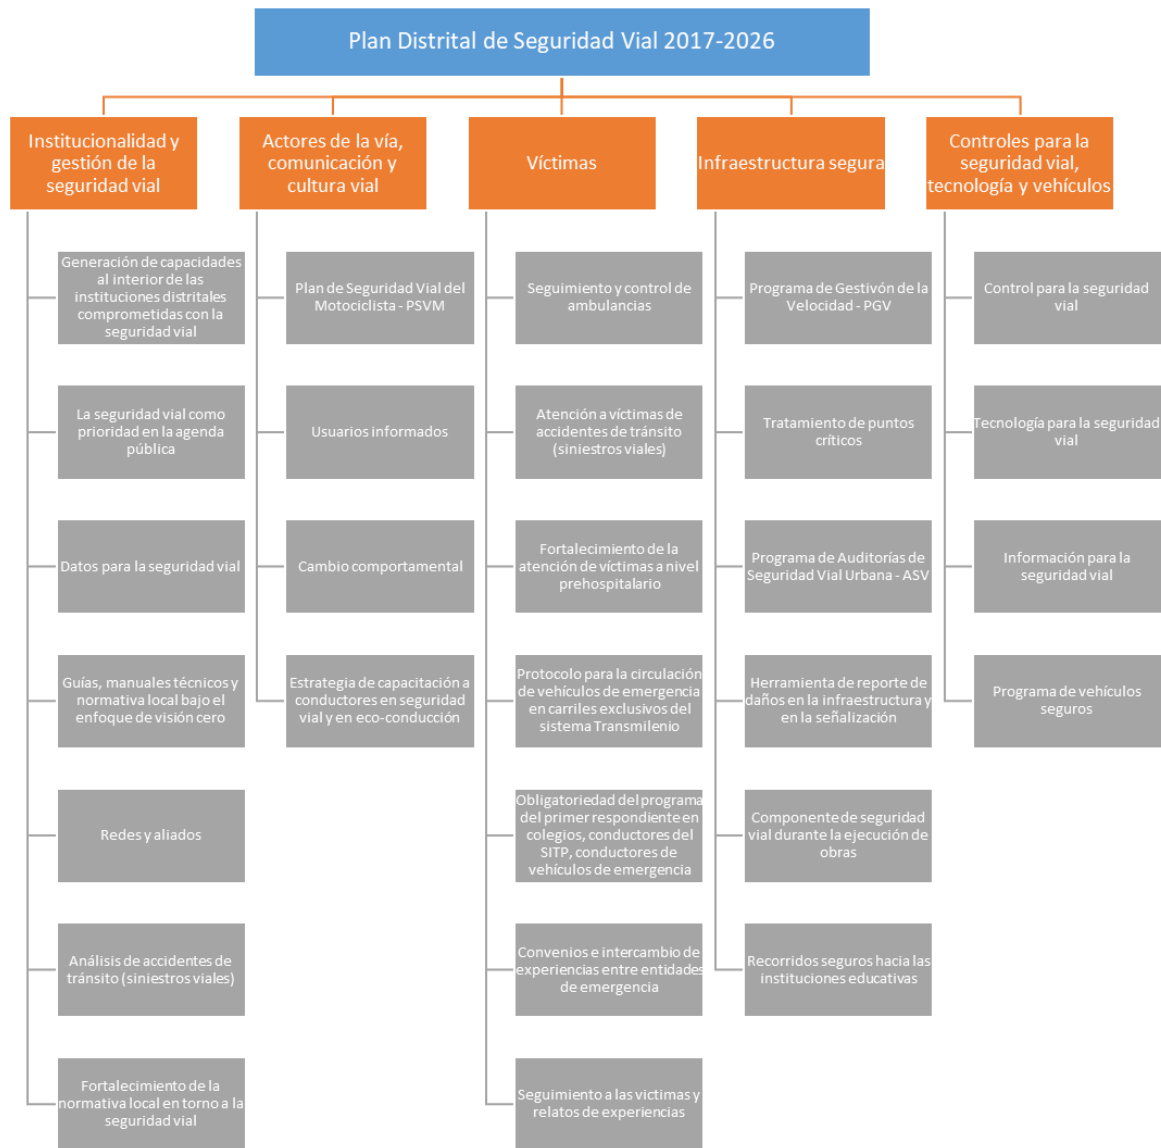 Plan Distrital de Seguridad Vial 2017-2026
Institucionalidad y
gestión de la
seguridad vial
Generación de capacidades
al interior de las
instituciones distritales
comprometidas con la
seguridad vial
La seguridad vial como
prioridad en la agenda
pública
Datos para la seguridad vial
Guías, manuales técnicos y
normativa local bajo el
enfoque de visión cero
Redes y aliados
Análisis de accidentes de
tránsito (siniestros viales)
Fortalecimiento de la
normativa local en torno a la
seguridad vial
Actores de la vía,
comunicación y
cultura vial
Plan de Seguridad Vial del
Motociclista - PSVM
Usuarios informados
Cambio comportamental
Estrategia de capacitación a
conductores en seguridad
vial y en eco-conducción
Víctimas
Seguimiento y control de
ambulancias
Atención a víctimas de
accidentes de tránsito
(siniestros viales)
Fortalecimiento de la
atención de víctimas a nivel
prehospitalario
Protocolo para la circulación
de vehículos de emergencia
en carriles exclusivos del
sistema Transmilenio
Obligatoriedad del programa
del primer respondiente en
colegios, conductores del
SITP, conductores de
vehículos de emergencia
Convenios e intercambio de
experiencias entre entidades
de emergencia
Seguimiento a las victimas y
relatos de experiencias
Infraestructura segura
Programa de Gestivón de la
Velocidad - PGV
Tratamiento de puntos
críticos
Programa de Auditorías de
Seguridad Vial Urbana - ASV
Herramienta de reporte de
daños en la infraestructura y
en la señalización
Componente de seguridad
vial durante la ejecución de
obras
Recorridos seguros hacia las
instituciones educativas
Controles para la
seguridad vial,
tecnología y vehículos
Control para la seguridad
vial
Tecnología para la seguridad
vial
Información para la
seguridad vial
Programa de vehículos
seguros